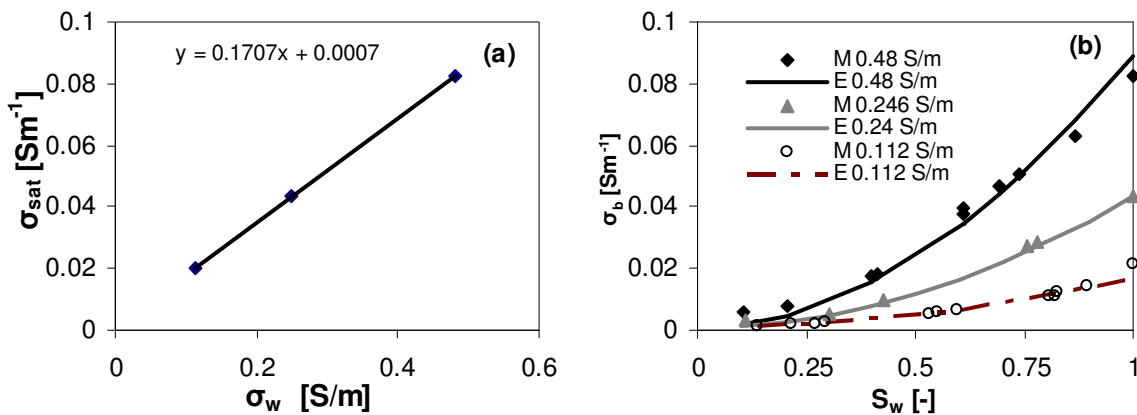 0.1
0.08
0.06
0.04
0.02
0
0
0.2
0.4
0.6
σsat [Sm-1]
σw [S/m]
y = 0.1707x + 0.0007
(a)
0.1
0.08
0.06
0.04
0.02
0
0
0.25
0.5
0.75
1
σb [Sm-1]
Sw [-]
(b)
M 0.48 S/m
E 0.48 S/m
M 0.246 S/m
E 0.24 S/m
M 0.112 S/m
E 0.112 S/m